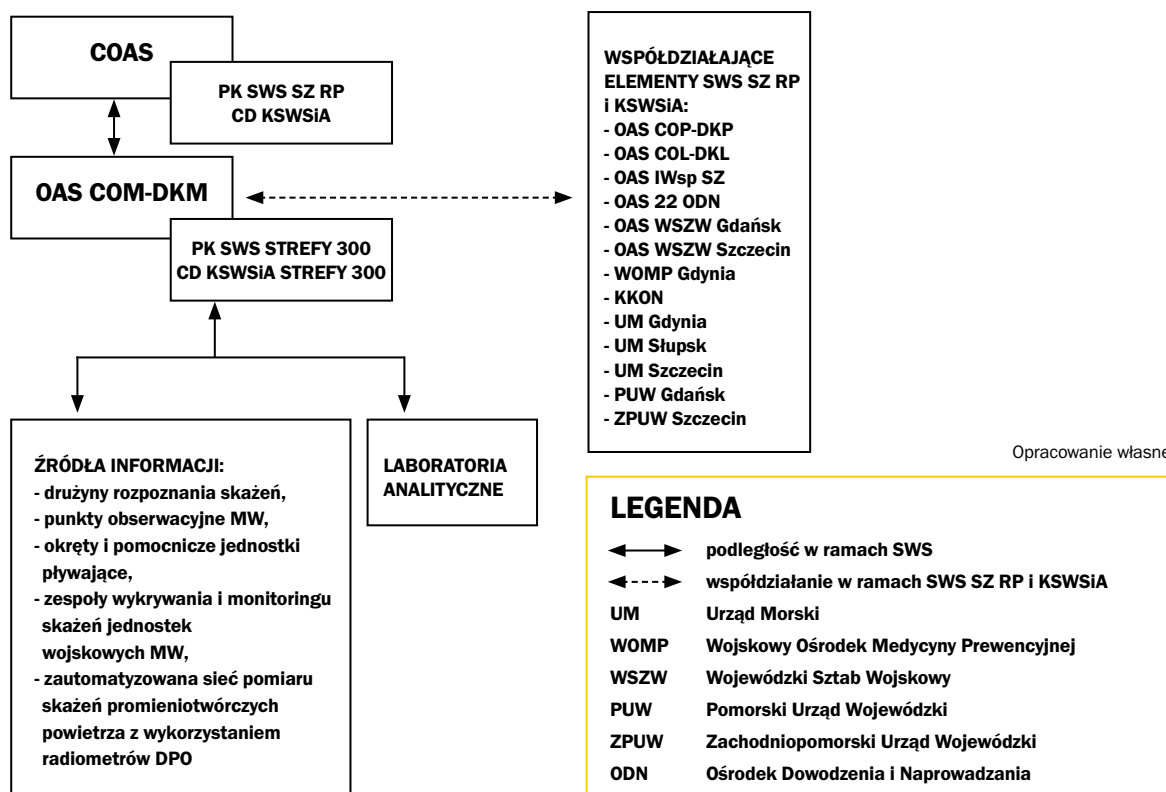 COAS
PK SWS SZ RP
CD KSWSiA
OAS COM-DKM
PK SWS STREFY 300
CD KSWSiA STREFY 300
ŹRÓDŁA INFORMACJI:
- drużyny rozpoznania skażeń,
- punkty obserwacyjne MW,
- okręty i pomocnicze jednostki
pływające,
- zespoły wykrywania i monitoringu
skażeń jednostek
wojskowych MW,
- zautomatyzowana sieć pomiaru
skażeń promieniotwórczych
powietrza z wykorzystaniem
radiometrów DPO
LABORATORIA
ANALITYCZNE
WSPÓŁDZIAŁAJĄCE
ELEMENTY SWS SZ RP
i KSWSiA:
- OAS COP-DKP
- OAS COL-DKL
- OAS IWsp SZ
- OAS 22 ODN
- OAS WSZW Gdańsk
- OAS WSZW Szczecin
- WOMP Gdynia
- KKON
- UM Gdynia
- UM Słupsk
- UM Szczecin
- PUW Gdańsk
- ZPUW Szczecin
Opracowanie własne
LEGENDA
podległość w ramach SWS
współdziałanie w ramach SWS SZ RP i KSWSiA
UM Urząd Morski
WOMP Wojskowy Ośrodek Medycyny Prewencyjnej
WSZW Wojewódzki Sztab Wojskowy
PUW Pomorski Urząd Wojewódzki
ZPUW Zachodniopomorski Urząd Wojewódzki
ODN Ośrodek Dowodzenia i Naprowadzania